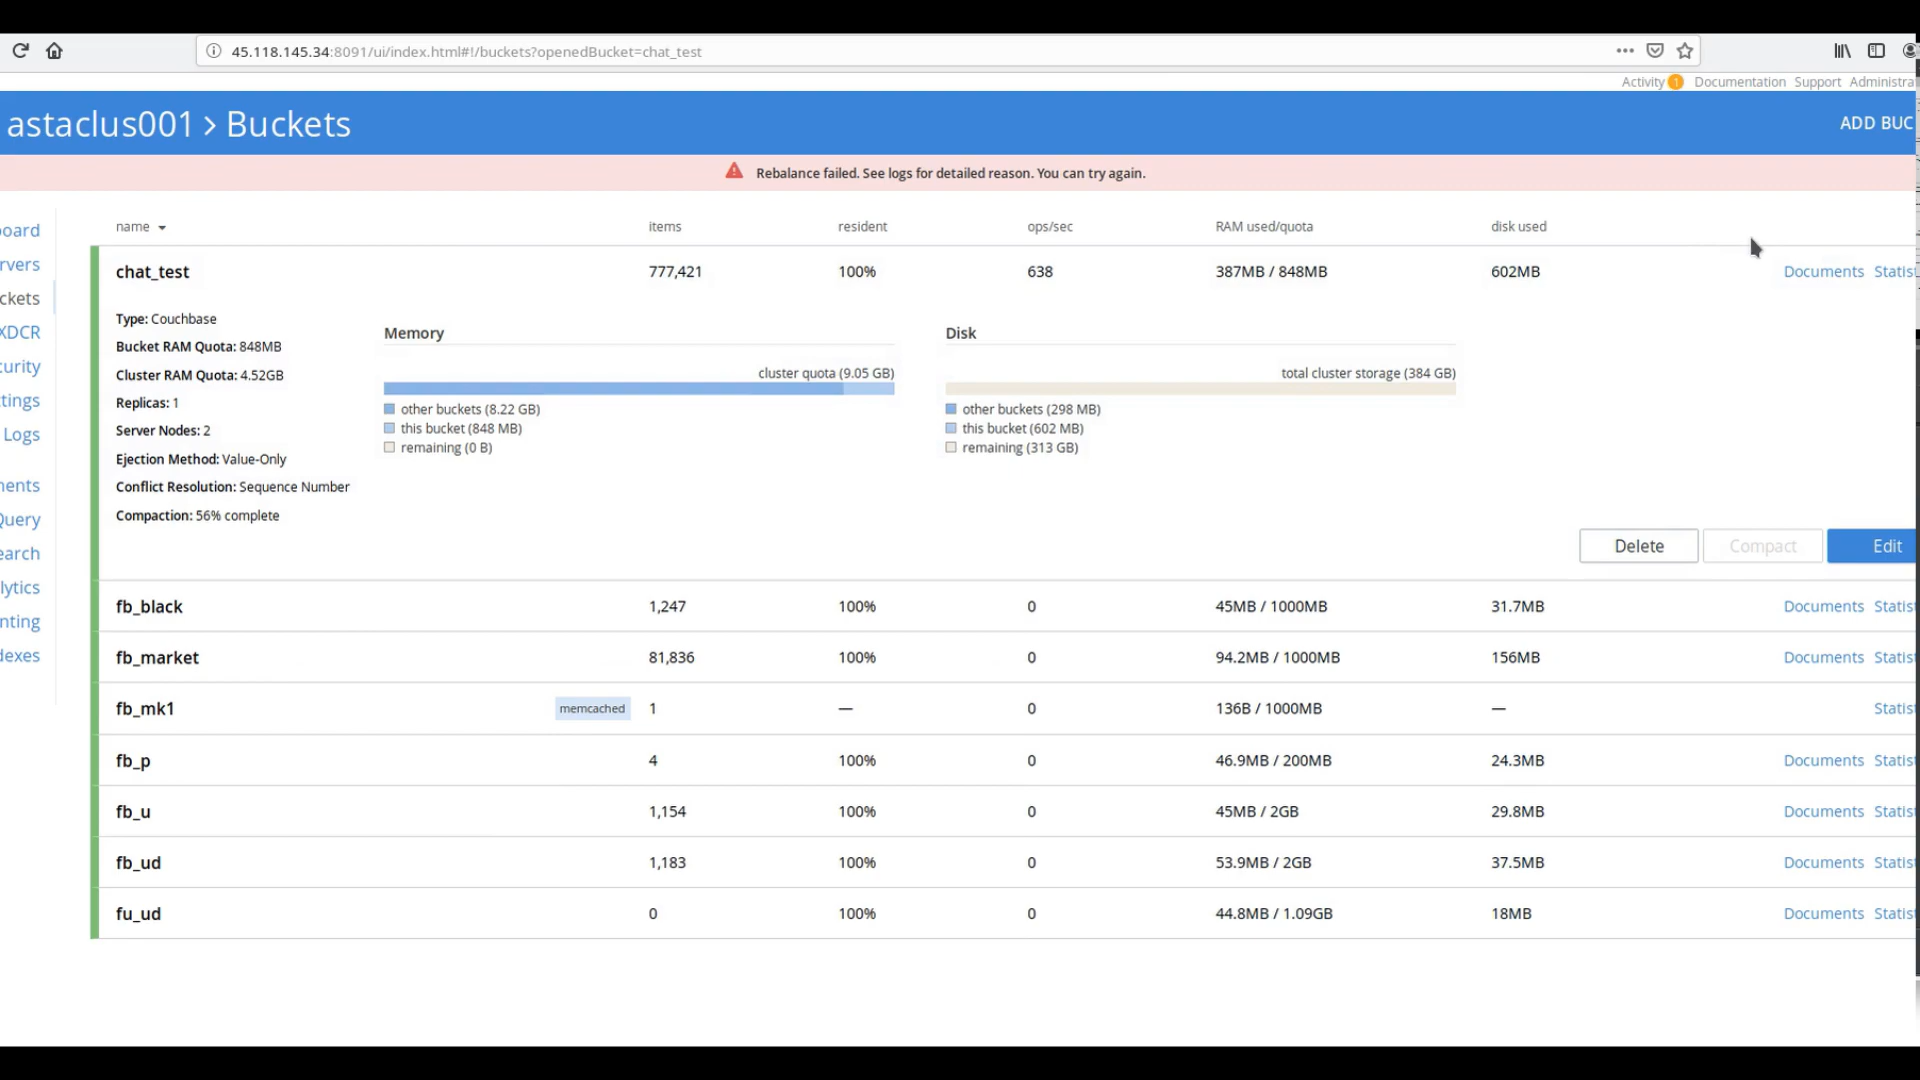 45.118.145.34:8091/ui/index.html#!/buckets?openedBucket=chat_test
Activity 1 Documentation Support Administra
astaclus001 > Buckets ADD BUC
Rebalance failed. See logs for detailed reason. You can try again.
name items resident ops/sec RAM used/quota disk used
chat_test 777,421 100% 638 387MB / 848MB 602MB Documents Statist
Type: Couchbase
Bucket RAM Quota: 848MB
Cluster RAM Quota: 4.52GB
Replicas: 1
Server Nodes: 2
Ejection Method: Value-Only
Conflict Resolution: Sequence Number
Compaction: 56% complete
Memory
cluster quota (9.05 GB)
other buckets (8.22 GB)
this bucket (848 MB)
remaining (0 B)
Disk
total cluster storage (384 GB)
other buckets (298 MB)
this bucket (602 MB)
remaining (313 GB)
Delete Compact Edit
fb_black 1,247 100% 0 45MB / 1000MB 31.7MB Documents Statist
fb_market 81,836 100% 0 94.2MB / 1000MB 156MB Documents Statist
fb_mk1 memcached 1 — 0 136B / 1000MB — Statist
fb_p 4 100% 0 46.9MB / 200MB 24.3MB Documents Statist
fb_u 1,154 100% 0 45MB / 2GB 29.8MB Documents Statist
fb_ud 1,183 100% 0 53.9MB / 2GB 37.5MB Documents Statist
fu_ud 0 100% 0 44.8MB / 1.09GB 18MB Documents Statist
oard
rvers
ckets
XDCR
curity
tings
Logs
ments
Query
earch
lytics
nting
dexes